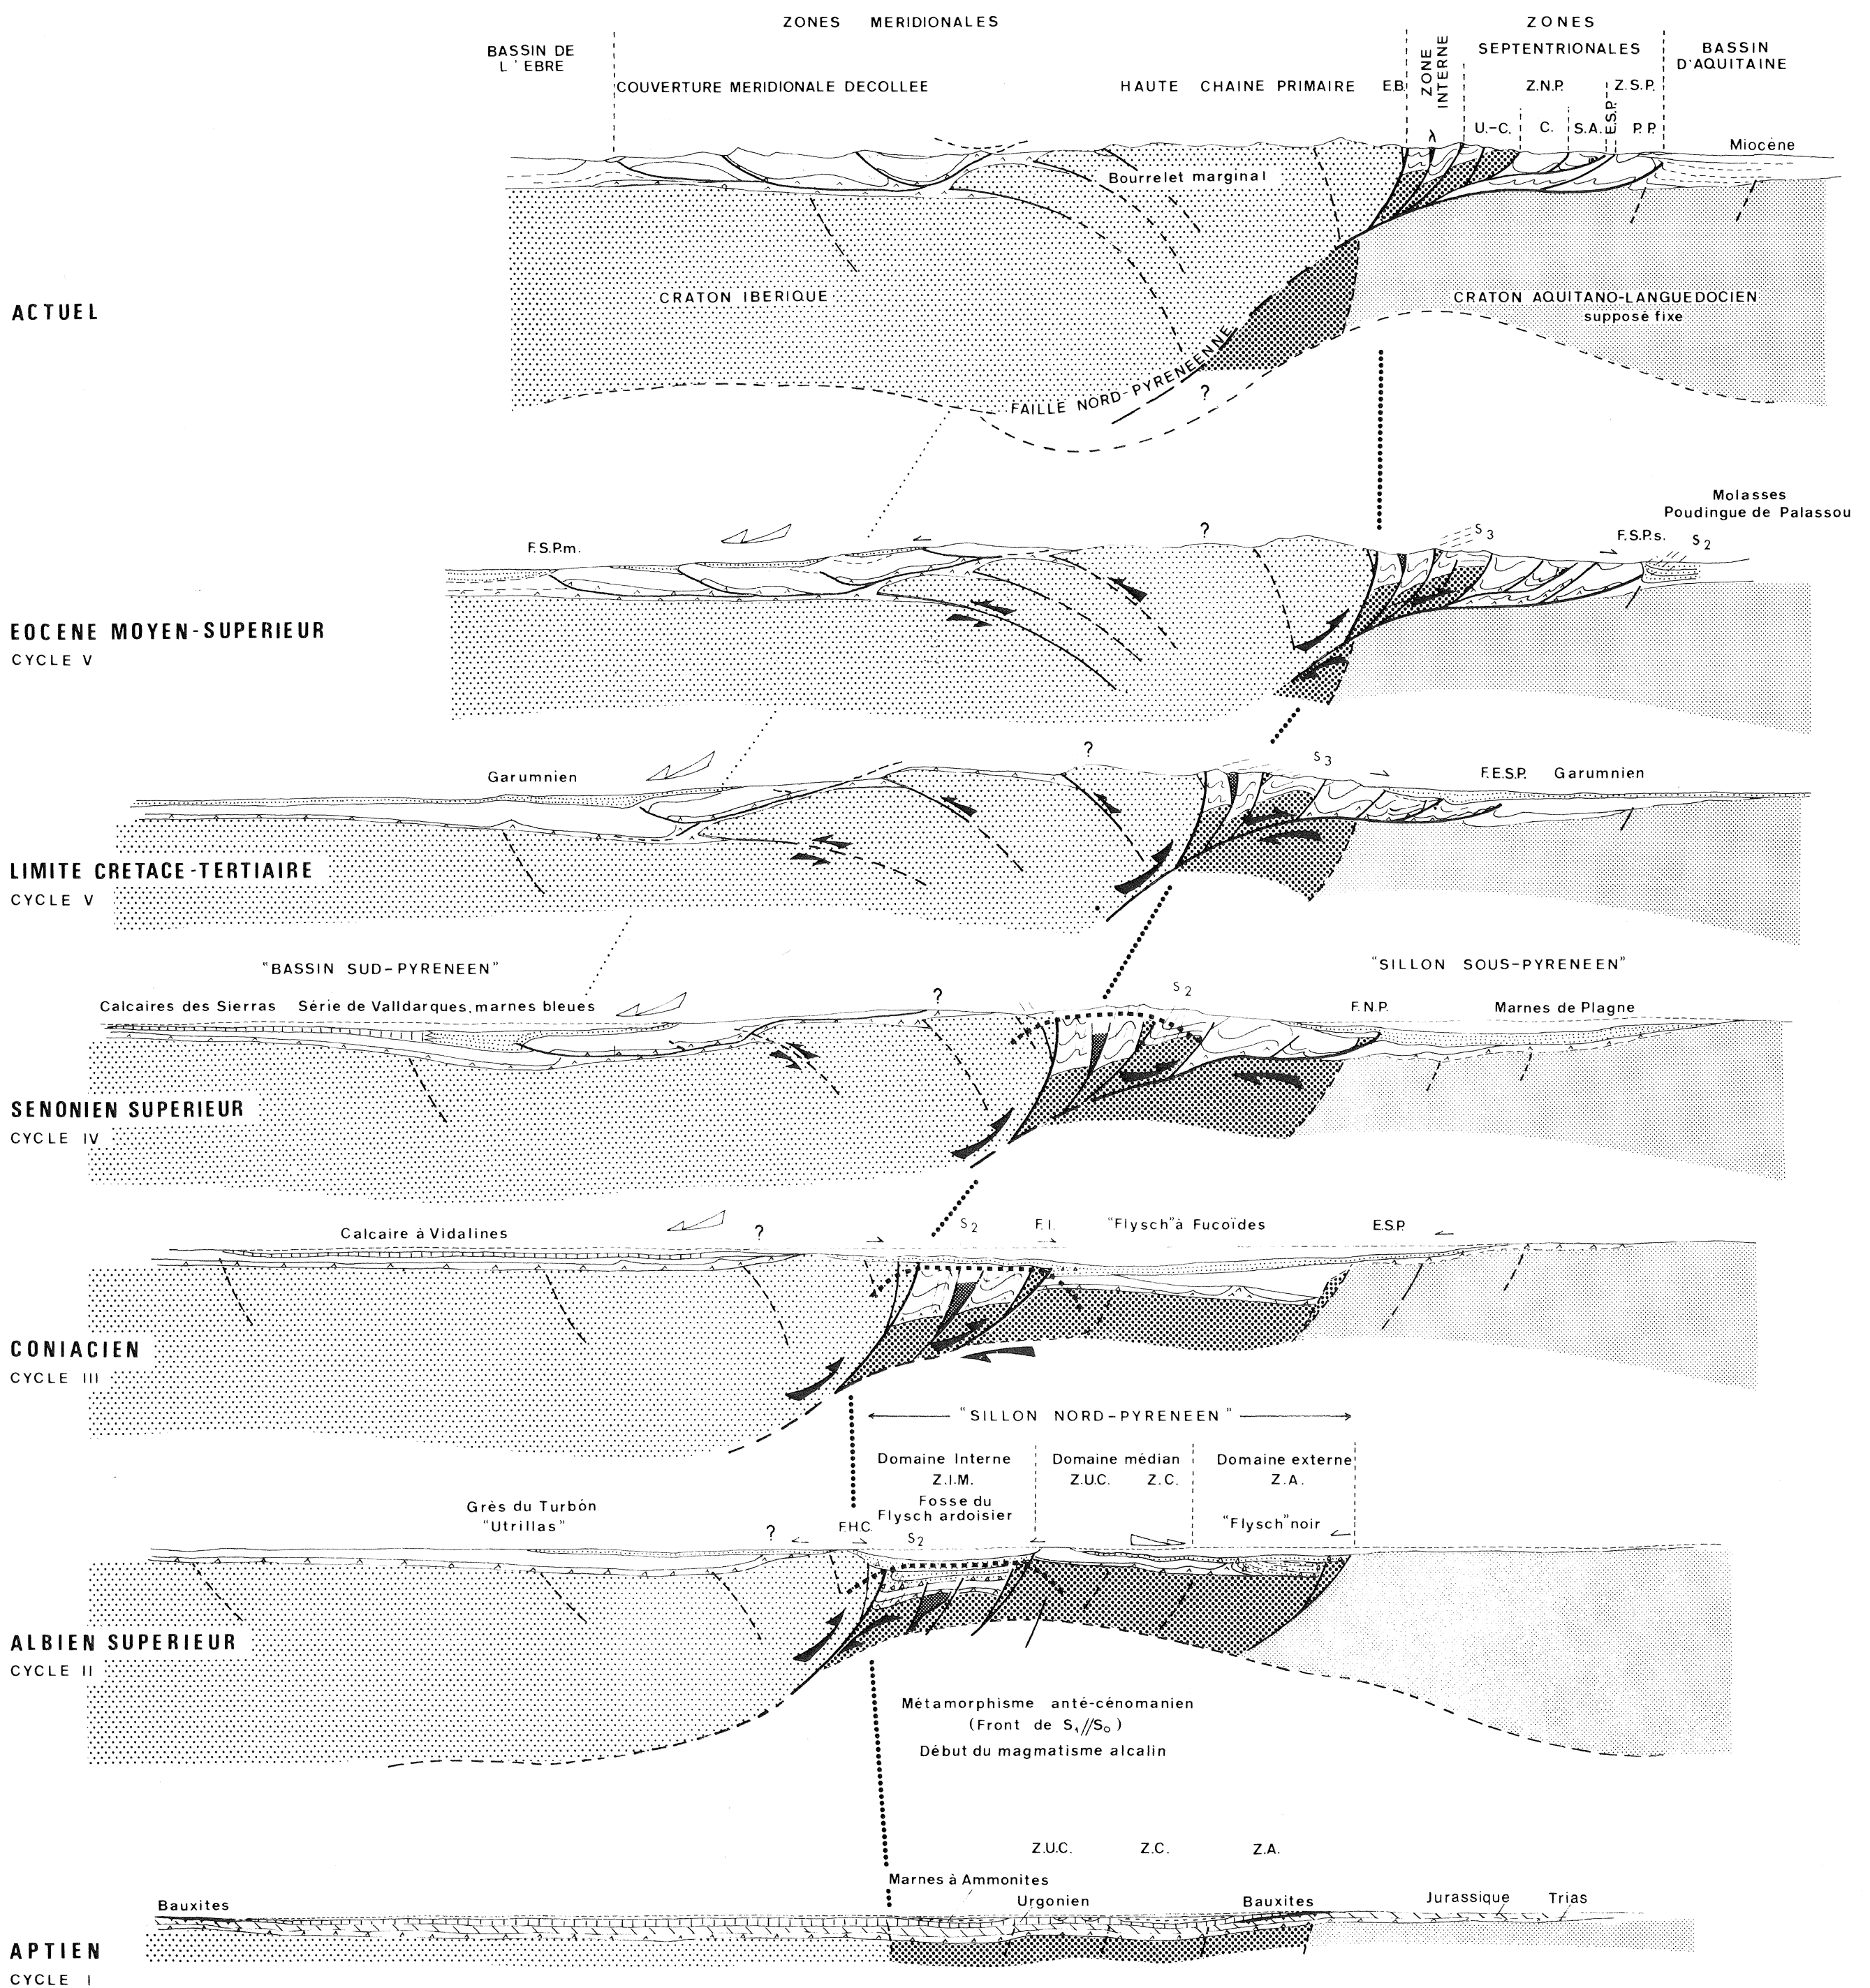 ZONES MERIDIONALES
ZONES
SEPTENTRIONALES
BASSIN DE
L'EBRE
ZONE
INTERNE
BASSIN
D'AQUITAINE
COUVERTURE MERIDIONALE DECOLLEE
HAUTE CHAINE PRIMAIRE
E.B.
Z.N.P.
Z.S.P.
U.-C.
C.
S.A.
E.S.P.
P.P.
λ
Miocène
Bourrelet marginal
CRATON IBERIQUE
CRATON AQUITANO-LANGUEDOCIEN
supposé fixe
ACTUEL
FAILLE NORD-PYRENEENNE
?
Molasses
Poudingue de Palassou
F.S.P.m.
?
S3
F.S.P.s.
S2
EOCENE MOYEN-SUPERIEUR
CYCLE V
Garumnien
?
S3
F.E.S.P.
Garumnien
LIMITE CRETACE-TERTIAIRE
CYCLE V
"BASSIN SUD-PYRENEEN"
"SILLON SOUS-PYRENEEN"
Calcaires des Sierras
Série de Valldarques, marnes bleues
?
S2
F.N.P.
Marnes de Plagne
SENONIEN SUPERIEUR
CYCLE IV
Calcaire à Vidalines
?
S2
F.I.
"Flysch" à Fucoïdes
E.S.P.
CONIACIEN
CYCLE III
"SILLON NORD-PYRENEEN"
Domaine Interne
Z.I.M.
Fosse du
Flysch ardoisier
Domaine médian
Z.U.C. Z.C.
Domaine externe
Z.A.
"Flysch" noir
Grès du Turbón
"Utrillas"
?
F.H.C.
S2
ALBIEN SUPERIEUR
CYCLE II
Métamorphisme anté-cénomanien
(Front de S1//S0)
Début du magmatisme alcalin
Z.U.C.
Z.C.
Z.A.
Marnes à Ammonites
Bauxites
Urgonien
Bauxites
Jurassique
Trias
APTIEN
CYCLE I